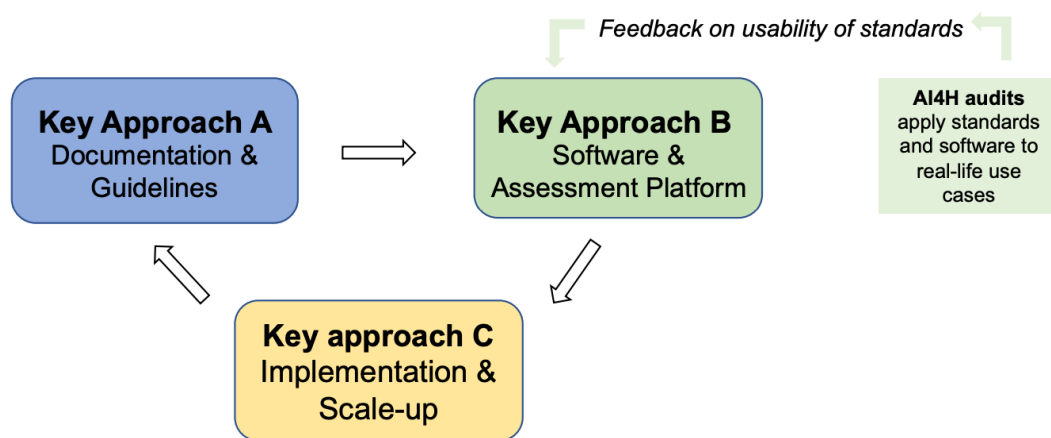 Feedback on usability of standards
Key Approach A
Documentation &
Guidelines
Key Approach B
Software &
Assessment Platform
AI4H audits
apply standards
and software to
real-life use
cases
Key approach C
Implementation &
Scale-up